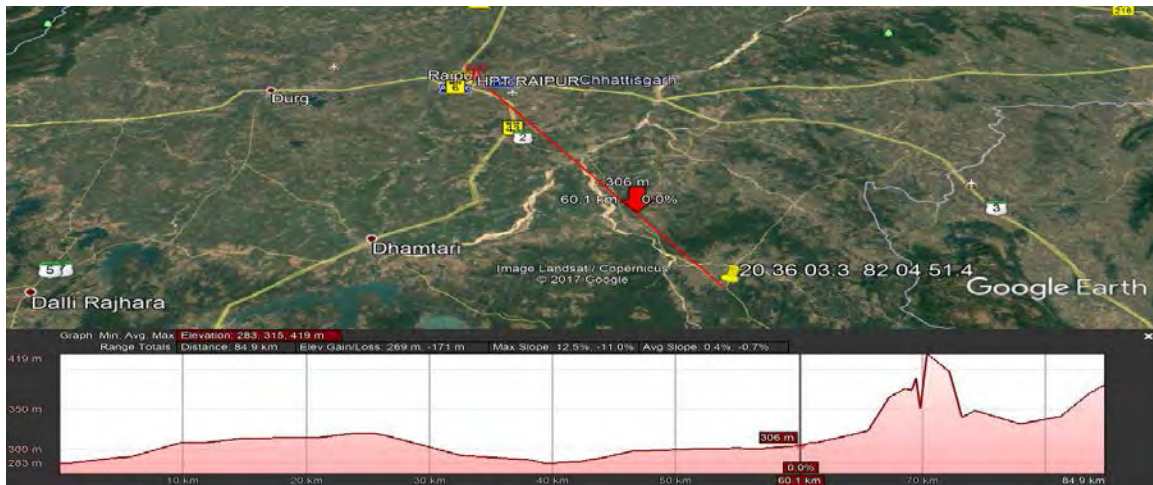 216
Raipur
HPT RAIPUR
Chhattisgarh
6
Durg
2
306 m
60.1 km
0.0%
3
Dhamtari
Image Landsat / Copernicus
© 2017 Google
20 36 03.3 82 04 51.4
Google Earth
Dalli Rajhara
Graph: Min, Avg, Max Elevation: 283, 315, 419 m
Range Totals: Distance: 84.9 km Elev Gain/Loss: 269 m, -171 m Max Slope: 12.5%, -11.0% Avg Slope: 0.4%, -0.7%
419 m
350 m
300 m
283 m
306 m
0.0%
10 km
20 km
30 km
40 km
50 km
60.1 km
70 km
84.9 km